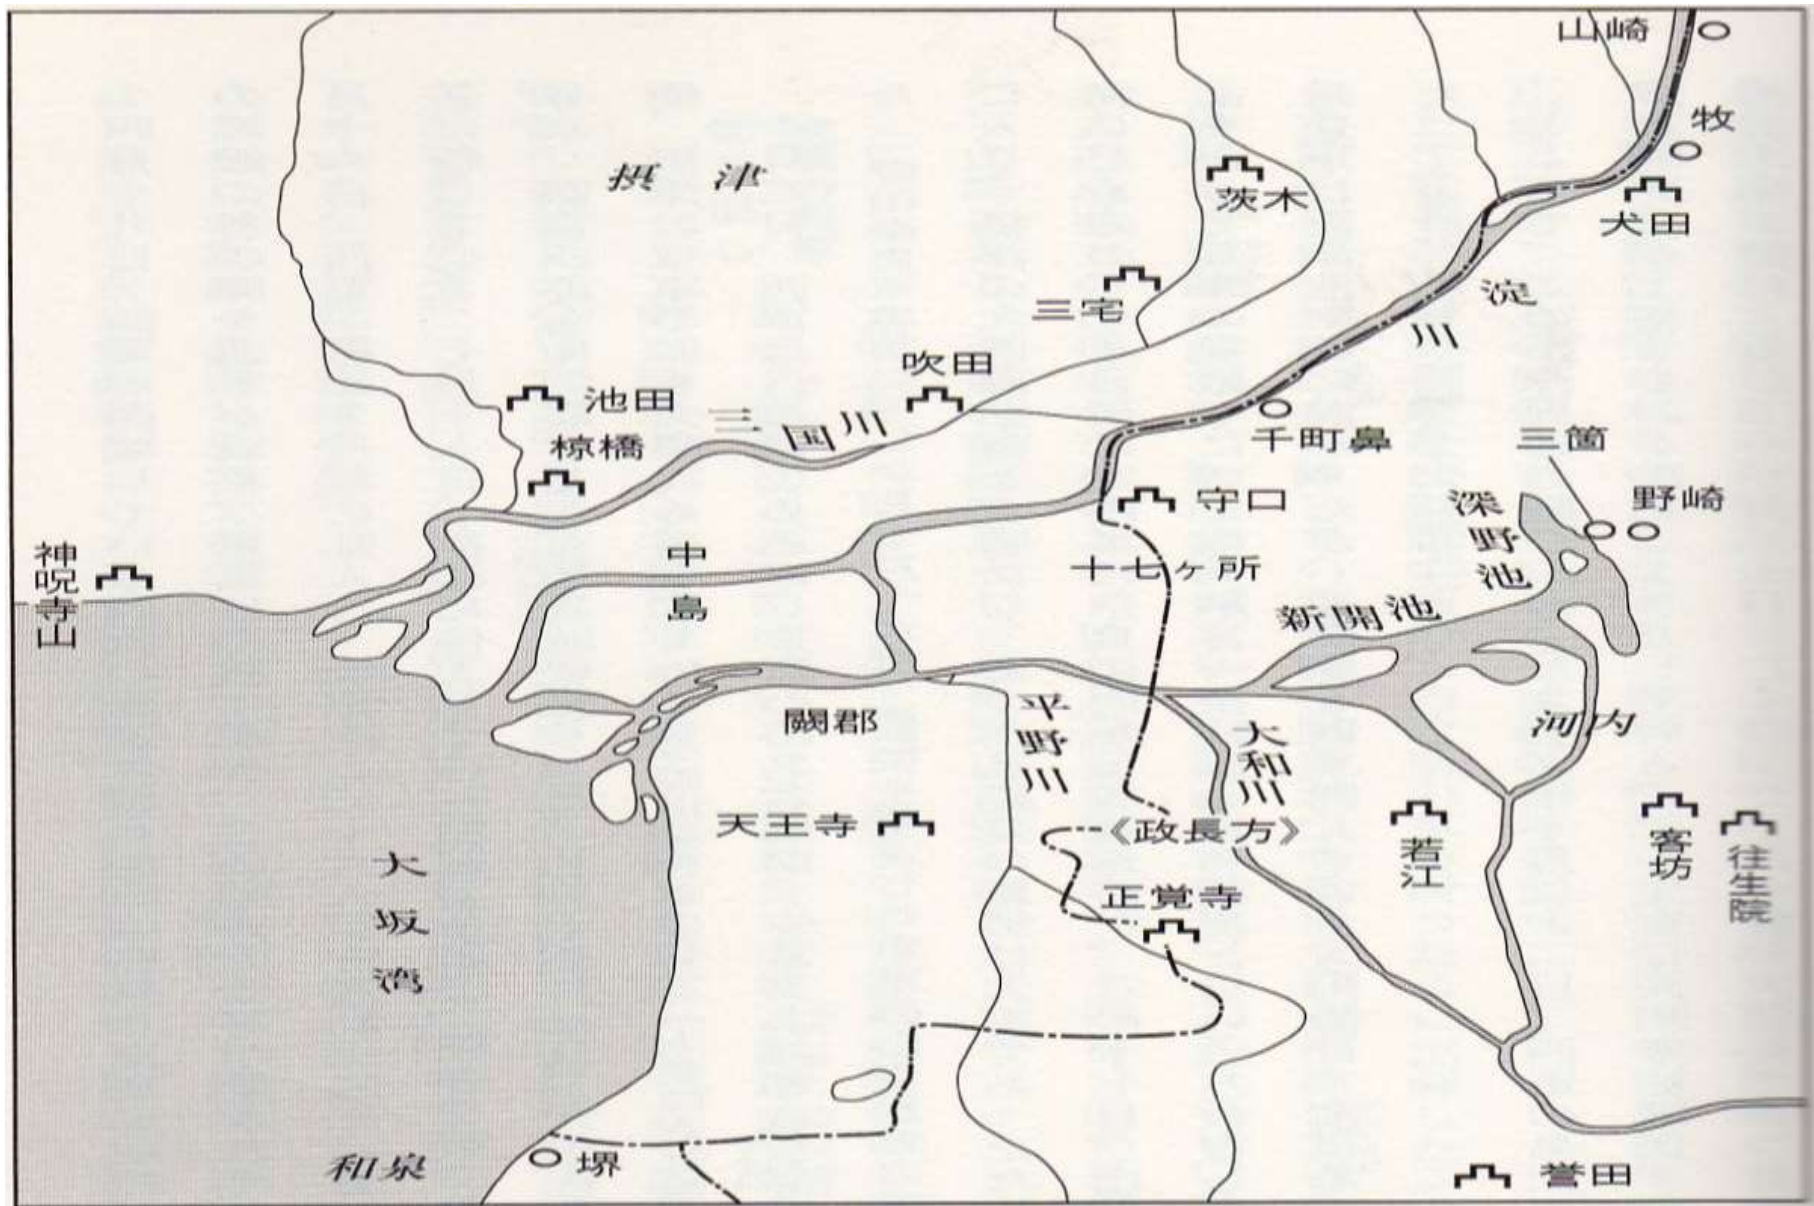 山崎
牧
摂津
茨木
犬田
三宅
淀川
吹田
池田
三国川
椋橋
千町鼻
三箇
守口
深野池
野崎
神呪寺山
中島
十七ヶ所
新開池
闕郡
平野川
大和川
河内
天王寺
《政長方》
若江
客坊
往生院
大坂湾
正覚寺
和泉
堺
誉田